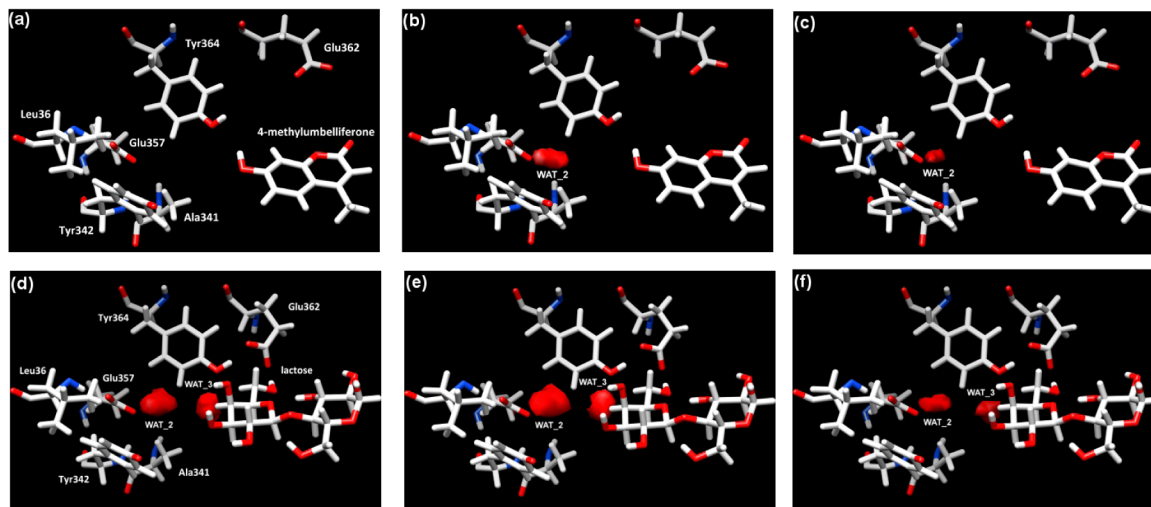 (a)
Tyr364
Glu362
Leu36
Glu357
4-methylumbelliferone
Ala341
Tyr342
(b)
WAT_2
(c)
WAT_2
(d)
Glu362
Tyr364
Leu36
Glu357
WAT_3
lactose
WAT_2
Ala341
Tyr342
(e)
WAT_3
WAT_2
(f)
WAT_3
WAT_2